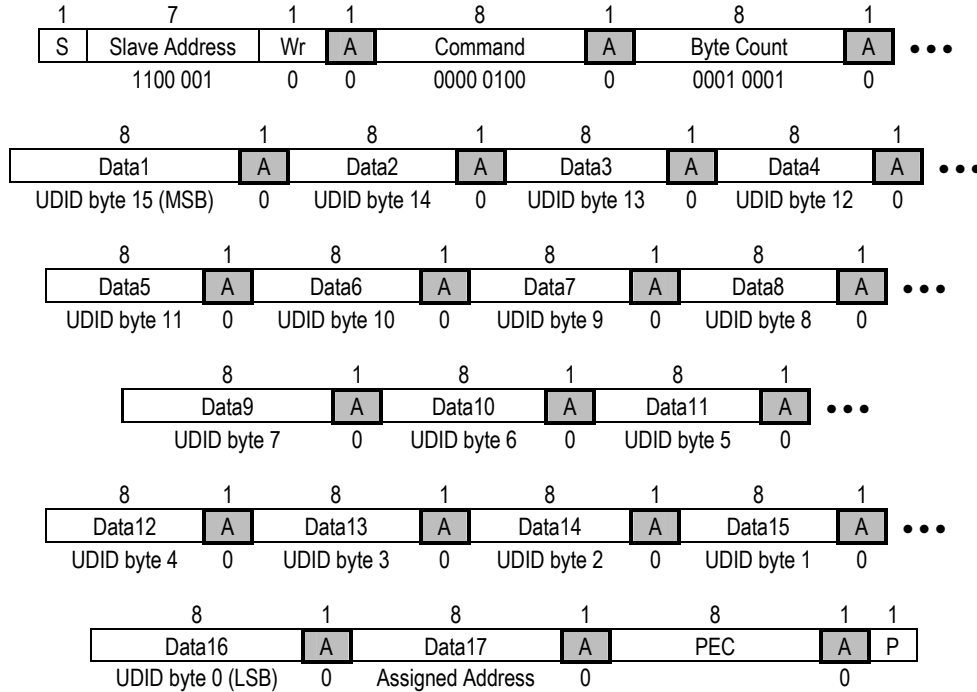 1 7 1 1 8 1 8 1
S Slave Address Wr A Command A Byte Count A •••
1100 001 0 0 0000 0100 0 0001 0001 0
8 1 8 1 8 1 8 1
Data1 A Data2 A Data3 A Data4 A •••
UDID byte 15 (MSB) 0 UDID byte 14 0 UDID byte 13 0 UDID byte 12 0
8 1 8 1 8 1 8 1
Data5 A Data6 A Data7 A Data8 A •••
UDID byte 11 0 UDID byte 10 0 UDID byte 9 0 UDID byte 8 0
8 1 8 1 8 1
Data9 A Data10 A Data11 A •••
UDID byte 7 0 UDID byte 6 0 UDID byte 5 0
8 1 8 1 8 1 8 1
Data12 A Data13 A Data14 A Data15 A •••
UDID byte 4 0 UDID byte 3 0 UDID byte 2 0 UDID byte 1 0
8 1 8 1 8 1 1
Data16 A Data17 A PEC A P
UDID byte 0 (LSB) 0 Assigned Address 0 0